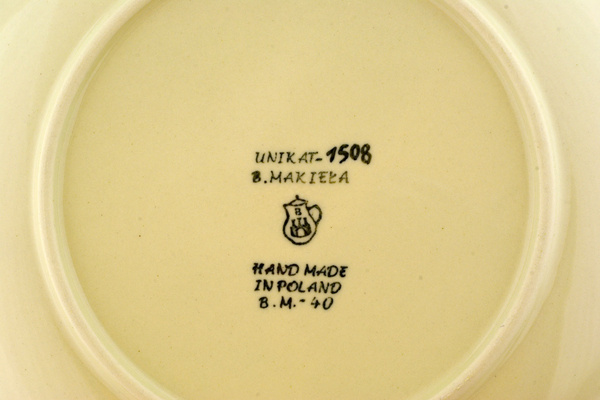 UNIKAT-1508
B. MAKIEŁA
B
HAND MADE
IN POLAND
B.M.-40